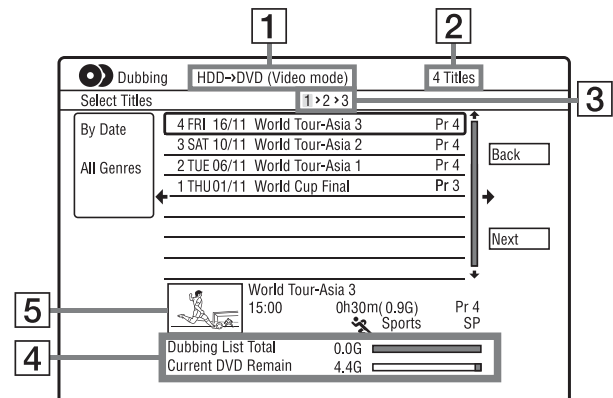 1
2
Dubbing HDD→DVD (Video mode) 4 Titles
Select Titles 1>2>3
3
By Date
All Genres
4 FRI 16/11 World Tour-Asia 3 Pr 4
3 SAT 10/11 World Tour-Asia 2 Pr 4
2 TUE 06/11 World Tour-Asia 1 Pr 4
1 THU 01/11 World Cup Final Pr 3
Back
Next
5
World Tour-Asia 3
15:00 0h30m( 0.9G) Pr 4
Sports SP
4
Dubbing List Total 0.0G
Current DVD Remain 4.4G